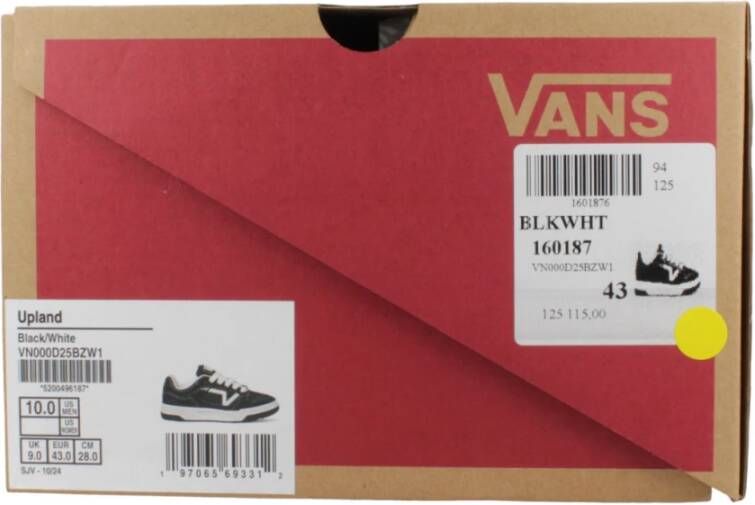 VANS
94
125
1601876
BLKWHT
160187
VN000D25BZW1
43
125 115,00
Upland
Black/White
VN000D25BZW1
*5200496187*
10.0 US MEN
US WOMEN
UK EUR CM
9.0 43.0 28.0
SJV - 10/24
1 97065 69331 2